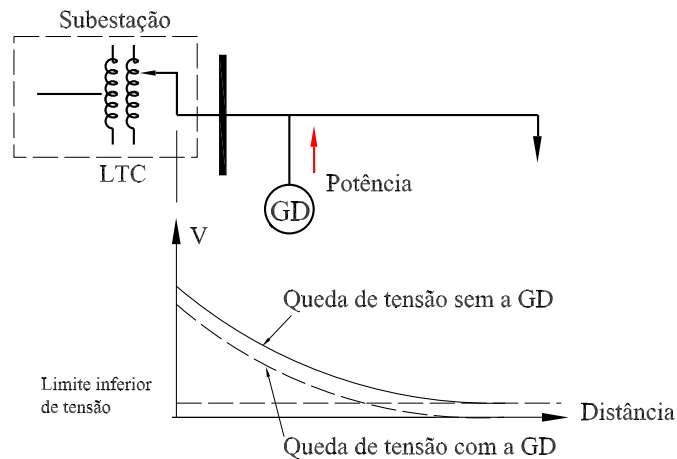 Subestação
LTC
Potência
GD
V
Queda de tensão sem a GD
Limite inferior
de tensão
Distância
Queda de tensão com a GD